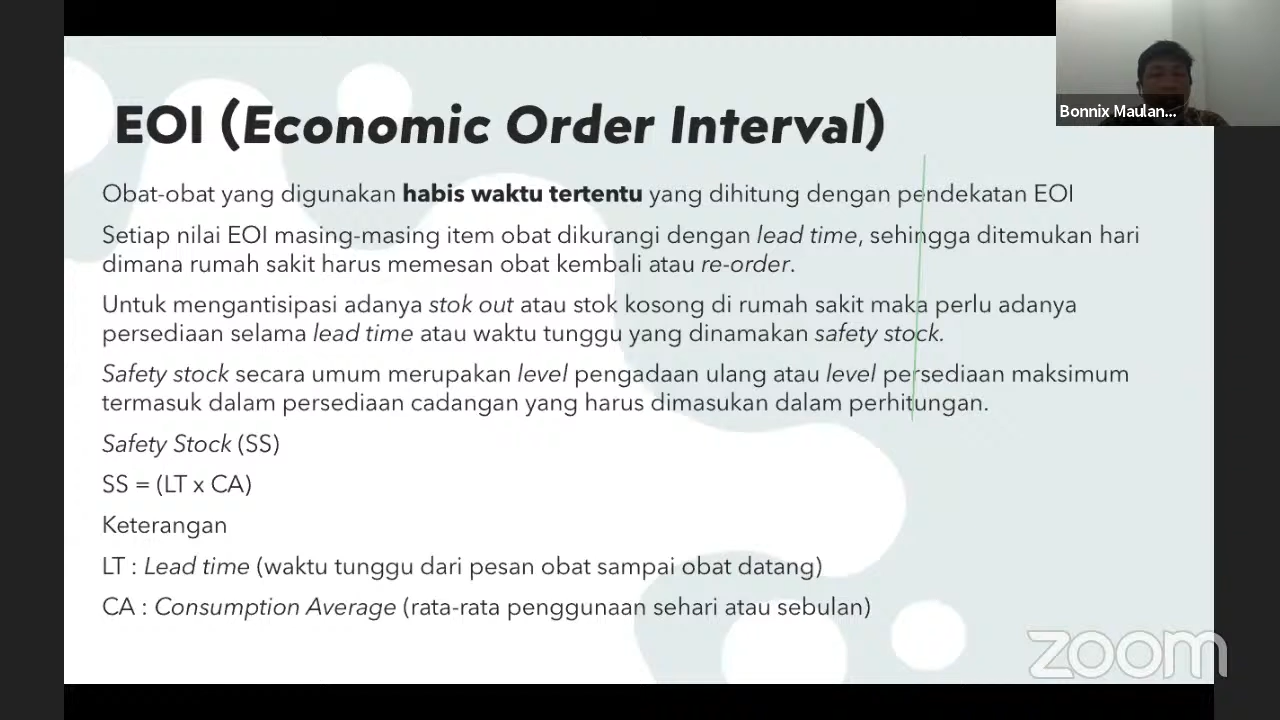 Bonnix Maulan...
EOI (Economic Order Interval)
Obat-obat yang digunakan habis waktu tertentu yang dihitung dengan pendekatan EOI
Setiap nilai EOI masing-masing item obat dikurangi dengan lead time, sehingga ditemukan hari
dimana rumah sakit harus memesan obat kembali atau re-order.
Untuk mengantisipasi adanya stok out atau stok kosong di rumah sakit maka perlu adanya
persediaan selama lead time atau waktu tunggu yang dinamakan safety stock.
Safety stock secara umum merupakan level pengadaan ulang atau level persediaan maksimum
termasuk dalam persediaan cadangan yang harus dimasukan dalam perhitungan.
Safety Stock (SS)
SS = (LT x CA)
Keterangan
LT : Lead time (waktu tunggu dari pesan obat sampai obat datang)
CA : Consumption Average (rata-rata penggunaan sehari atau sebulan)
zoom